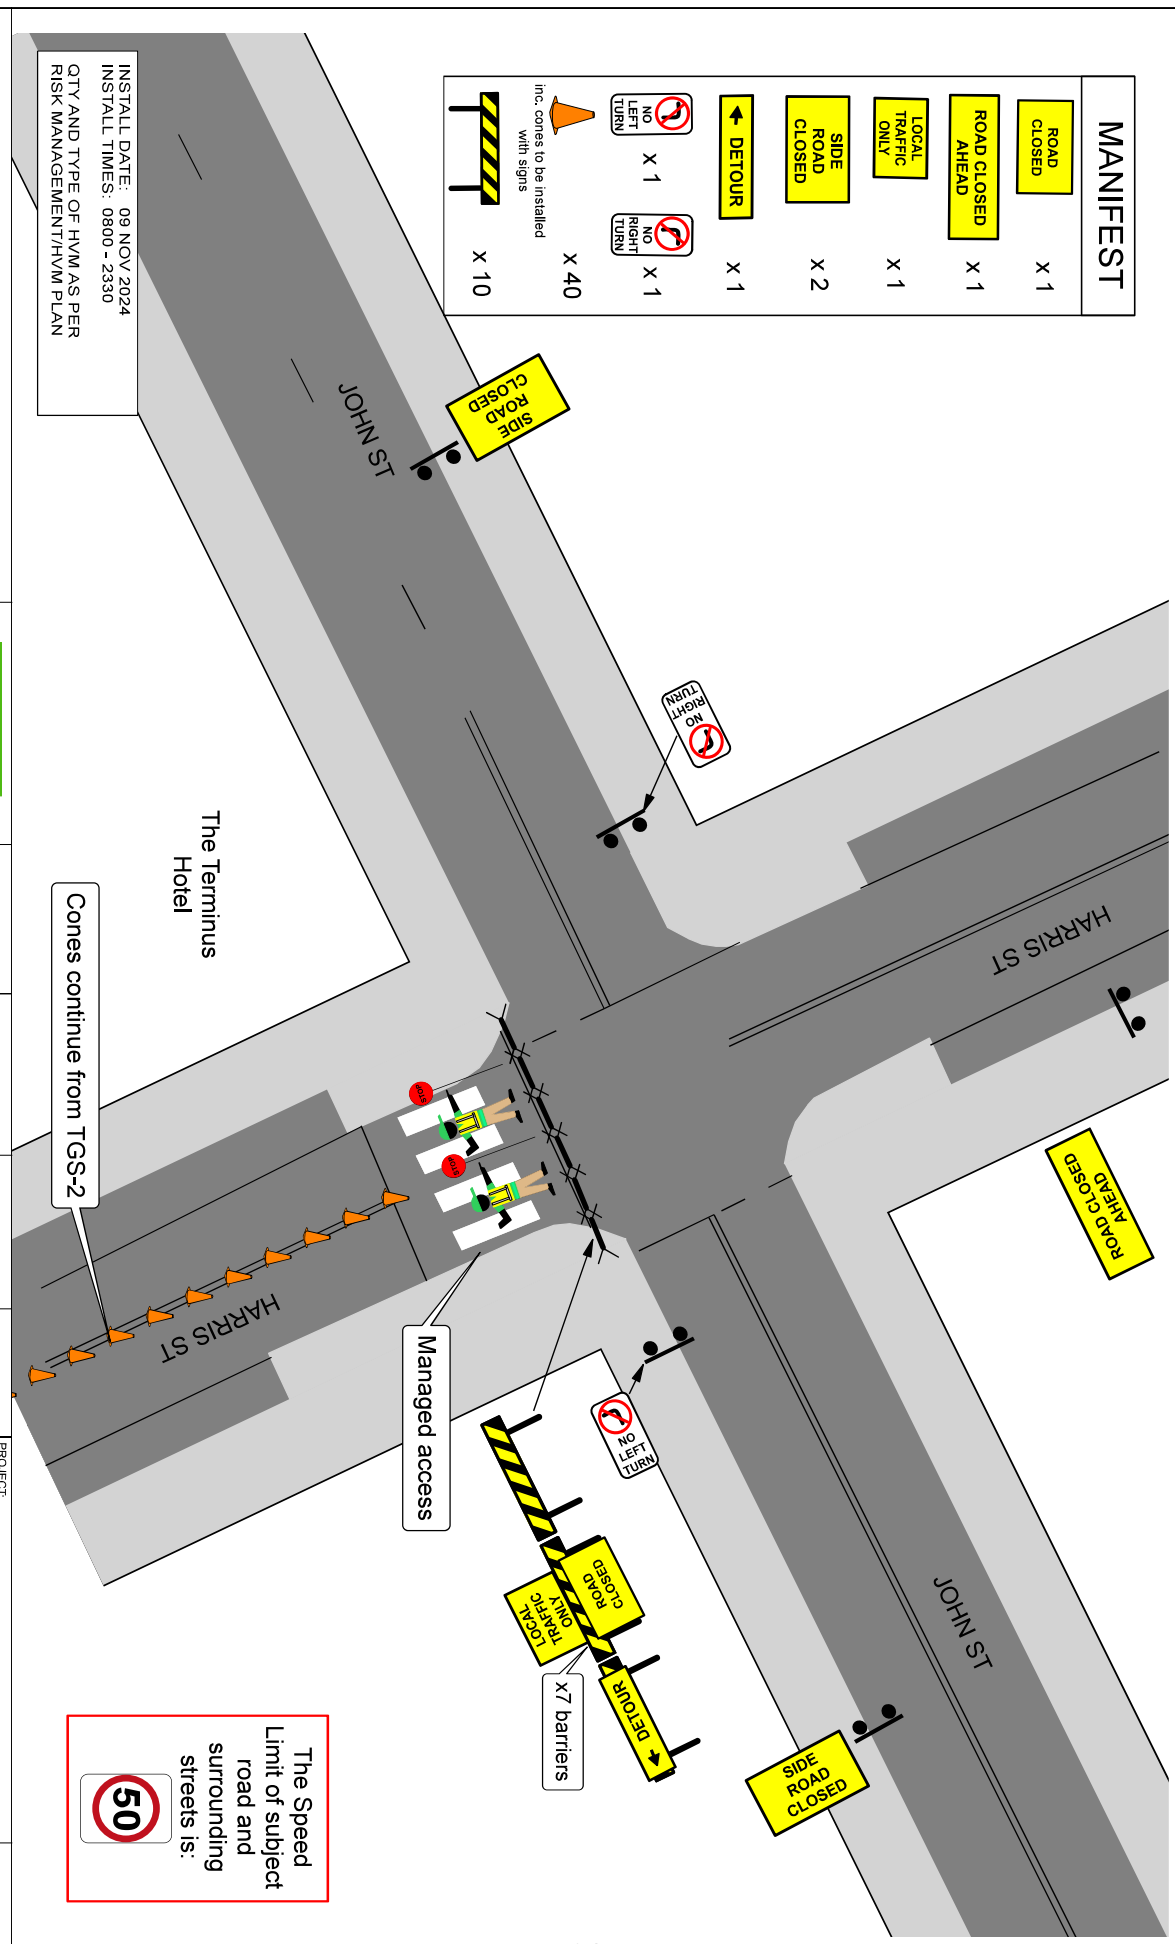 MANIFEST
ROAD
CLOSED
x 1
ROAD CLOSED
AHEAD
x 1
LOCAL
TRAFFIC
ONLY
x 1
SIDE
ROAD
CLOSED
x 2
DETOUR
x 1
NO
LEFT
TURN
x 1
NO
RIGHT
TURN
x 1
x 40
inc. cones to be installed
with signs
x 10
INSTALL DATE: 09 NOV 2024
INSTALL TIMES: 0800 - 2330
QTY AND TYPE OF HVM AS PER
RISK MANAGEMENT/HVM PLAN
JOHN ST
SIDE
ROAD
CLOSED
NO
RIGHT
TURN
HARRIS ST
ROAD CLOSED
AHEAD
The Terminus
Hotel
Cones continue from TGS-2
STOP
STOP
HARRIS ST
Managed access
NO
LEFT
TURN
ROAD
CLOSED
LOCAL
TRAFFIC
ONLY
DETOUR
x7 barriers
JOHN ST
SIDE
ROAD
CLOSED
The Speed
Limit of subject
road and
surrounding
streets is:
50
PROJECT: